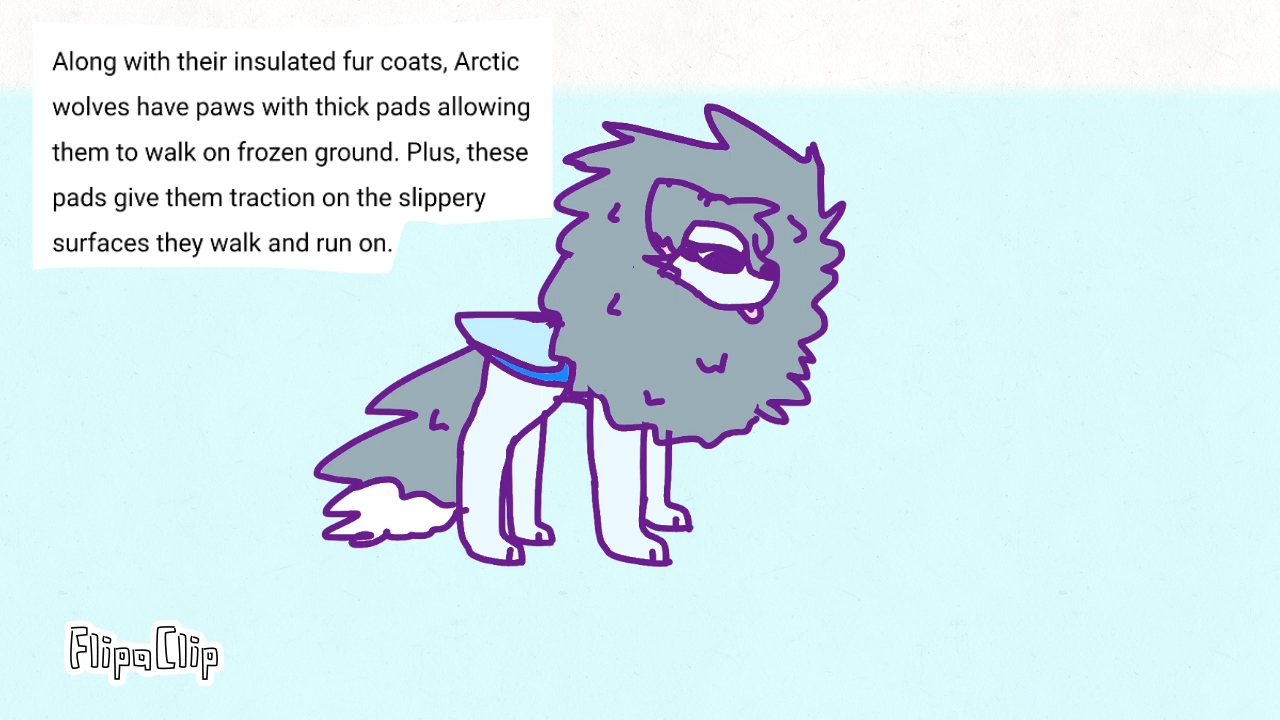 Along with their insulated fur coats, Arctic
wolves have paws with thick pads allowing
them to walk on frozen ground. Plus, these
pads give them traction on the slippery
surfaces they walk and run on.
FlipaClip